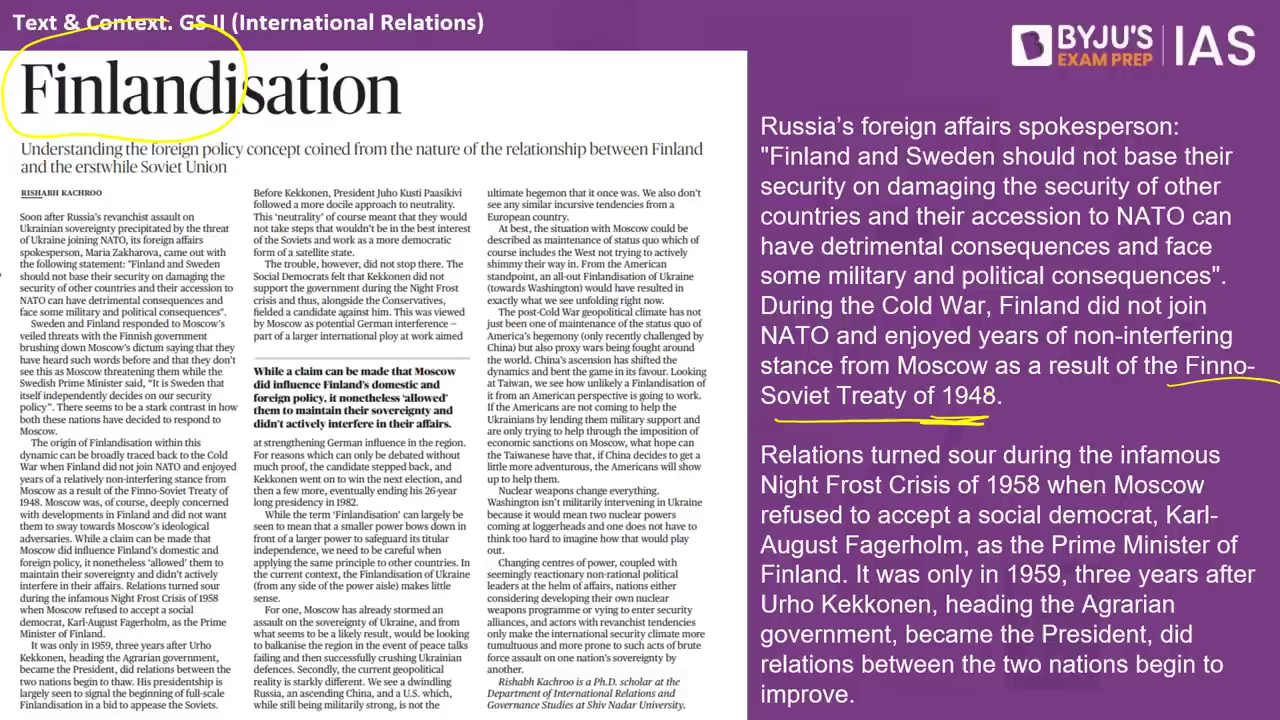 Text & Context. GS II (International Relations)
BYJU'S
EXAM PREP
IAS
Finlandisation
Understanding the foreign policy concept coined from the nature of the relationship between Finland
and the erstwhile Soviet Union
RISHABH KACHROO
Soon after Russia's revanchist assault on
Ukrainian sovereignty precipitated by the threat
of Ukraine joining NATO, its foreign affairs
spokesperson, Maria Zakharova, came out with
the following statement: "Finland and Sweden
should not base their security on damaging the
security of other countries and their accession to
NATO can have detrimental consequences and
face some military and political consequences".
Sweden and Finland responded to Moscow's
veiled threats with the Finnish government
brushing down Moscow's dictum saying that they
have heard such words before and that they don't
see this as Moscow threatening them while the
Swedish Prime Minister said, "It is Sweden that
itself independently decides on our security
policy". There seems to be a stark contrast in how
both these nations have decided to respond to
Moscow.
The origin of Finlandisation within this
dynamic can be broadly traced back to the Cold
War when Finland did not join NATO and enjoyed
years of a relatively non-interfering stance from
Moscow as a result of the Finno-Soviet Treaty of
1948. Moscow was, of course, deeply concerned
with developments in Finland and did not want
them to sway towards Moscow's ideological
adversaries. While a claim can be made that
Moscow did influence Finland's domestic and
foreign policy, it nonetheless 'allowed' them to
maintain their sovereignty and didn't actively
interfere in their affairs. Relations turned sour
during the infamous Night Frost Crisis of 1958
when Moscow refused to accept a social
democrat, Karl-August Fagerholm, as the Prime
Minister of Finland.
It was only in 1959, three years after Urho
Kekkonen, heading the Agrarian government,
became the President, did relations between the
two nations begin to thaw. His presidentship is
largely seen to signal the beginning of full-scale
Finlandisation in a bid to appease the Soviets.
Before Kekkonen, President Juho Kusti Paasikivi
followed a more docile approach to neutrality.
This 'neutrality' of course meant that they would
not take steps that wouldn't be in the best interest
of the Soviets and work as a more democratic
form of a satellite state.
The trouble, however, did not stop there. The
Social Democrats felt that Kekkonen did not
support the government during the Night Frost
crisis and thus, alongside the Conservatives,
fielded a candidate against him. This was viewed
by Moscow as potential German interference –
part of a larger international ploy at work aimed
While a claim can be made that Moscow
did influence Finland's domestic and
foreign policy, it nonetheless 'allowed'
them to maintain their sovereignty and
didn't actively interfere in their affairs.
at strengthening German influence in the region.
For reasons which can only be debated without
much proof, the candidate stepped back, and
Kekkonen went on to win the next election, and
then a few more, eventually ending his 26-year
long presidency in 1982.
While the term 'Finlandisation' can largely be
seen to mean that a smaller power bows down in
front of a larger power to safeguard its titular
independence, we need to be careful when
applying the same principle to other countries. In
the current context, the Finlandisation of Ukraine
(from any side of the power aisle) makes little
sense.
For one, Moscow has already stormed an
assault on the sovereignty of Ukraine, and from
what seems to be a likely result, would be looking
to balkanise the region in the event of peace talks
failing and then successfully crushing Ukrainian
defences. Secondly, the current geopolitical
reality is starkly different. We see a dwindling
Russia, an ascending China, and a U.S. which,
while still being militarily strong, is not the
ultimate hegemon that it once was. We also don't
see any similar incursive tendencies from a
European country.
At best, the situation with Moscow could be
described as maintenance of status quo which of
course includes the West not trying to actively
shimmy their way in. From the American
standpoint, an all-out Finlandisation of Ukraine
(towards Washington) would have resulted in
exactly what we see unfolding right now.
The post-Cold War geopolitical climate has not
just been one of maintenance of the status quo of
America's hegemony (only recently challenged by
China) but also proxy wars being fought around
the world. China's ascension has shifted the
dynamics and bent the game in its favour. Looking
at Taiwan, we see how unlikely a Finlandisation of
it from an American perspective is going to work.
If the Americans are not coming to help the
Ukrainians by lending them military support and
are only trying to help through the imposition of
economic sanctions on Moscow, what hope can
the Taiwanese have that, if China decides to get a
little more adventurous, the Americans will show
up to help them.
Nuclear weapons change everything.
Washington isn't militarily intervening in Ukraine
because it would mean two nuclear powers
coming at loggerheads and one does not have to
think too hard to imagine how that would play
out.
Changing centres of power, coupled with
seemingly reactionary non-rational political
leaders at the helm of affairs, nations either
considering developing their own nuclear
weapons programme or vying to enter security
alliances, and actors with revanchist tendencies
only make the international security climate more
tumultuous and more prone to such acts of brute
force assault on one nation's sovereignty by
another.
Rishabh Kachroo is a Ph.D. scholar at the
Department of International Relations and
Governance Studies at Shiv Nadar University.
Russia's foreign affairs spokesperson:
"Finland and Sweden should not base their
security on damaging the security of other
countries and their accession to NATO can
have detrimental consequences and face
some military and political consequences".
During the Cold War, Finland did not join
NATO and enjoyed years of non-interfering
stance from Moscow as a result of the Finno-
Soviet Treaty of 1948.
Relations turned sour during the infamous
Night Frost Crisis of 1958 when Moscow
refused to accept a social democrat, Karl-
August Fagerholm, as the Prime Minister of
Finland. It was only in 1959, three years after
Urho Kekkonen, heading the Agrarian
government, became the President, did
relations between the two nations begin to
improve.